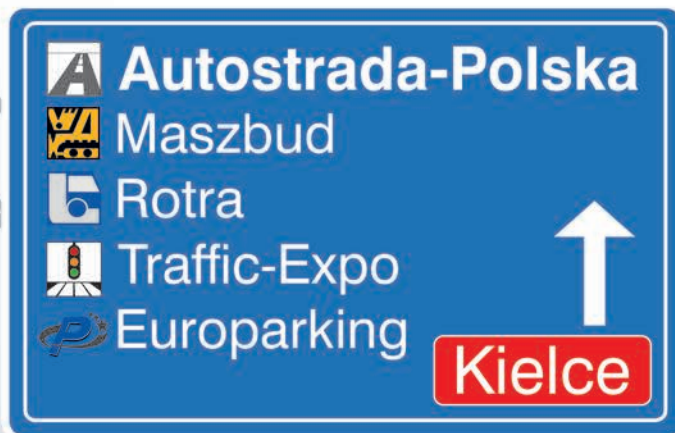 Autostrada-Polska
Maszbud
Rotra
Traffic-Expo
Europarking
Kielce